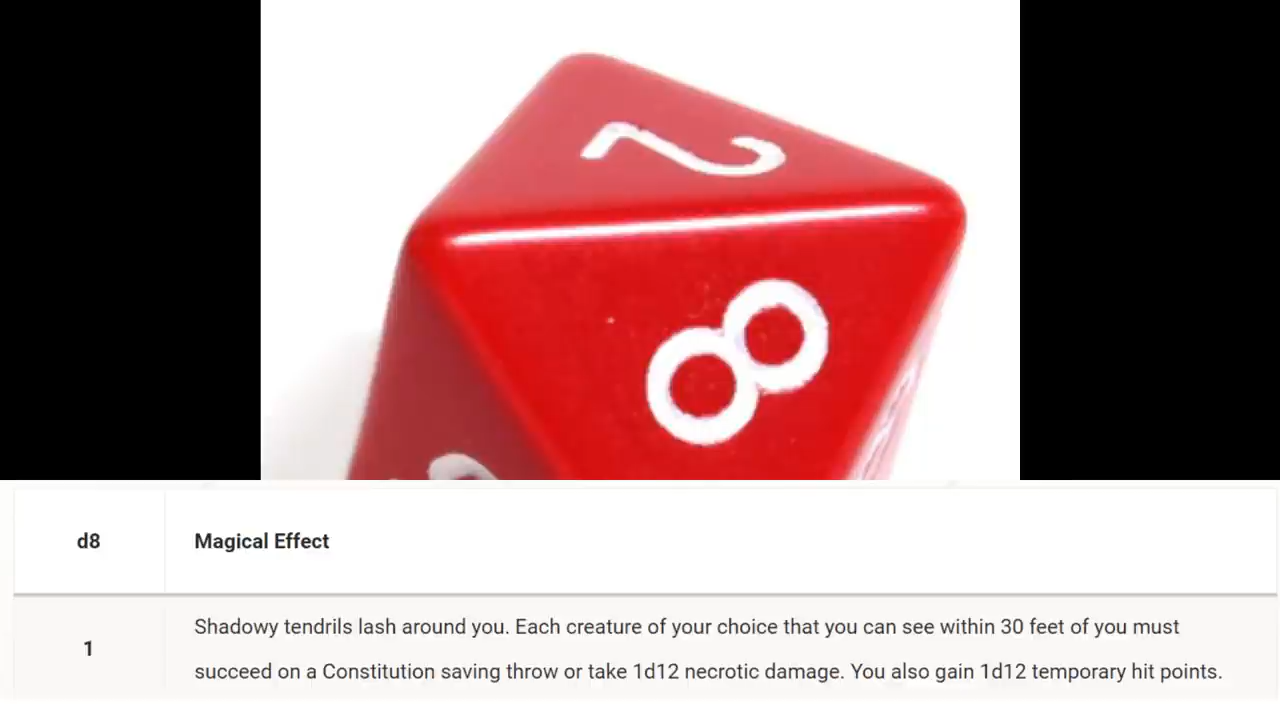 2
8
d8 Magical Effect
Shadowy tendrils lash around you. Each creature of your choice that you can see within 30 feet of you must
1
succeed on a Constitution saving throw or take 1d12 necrotic damage. You also gain 1d12 temporary hit points.